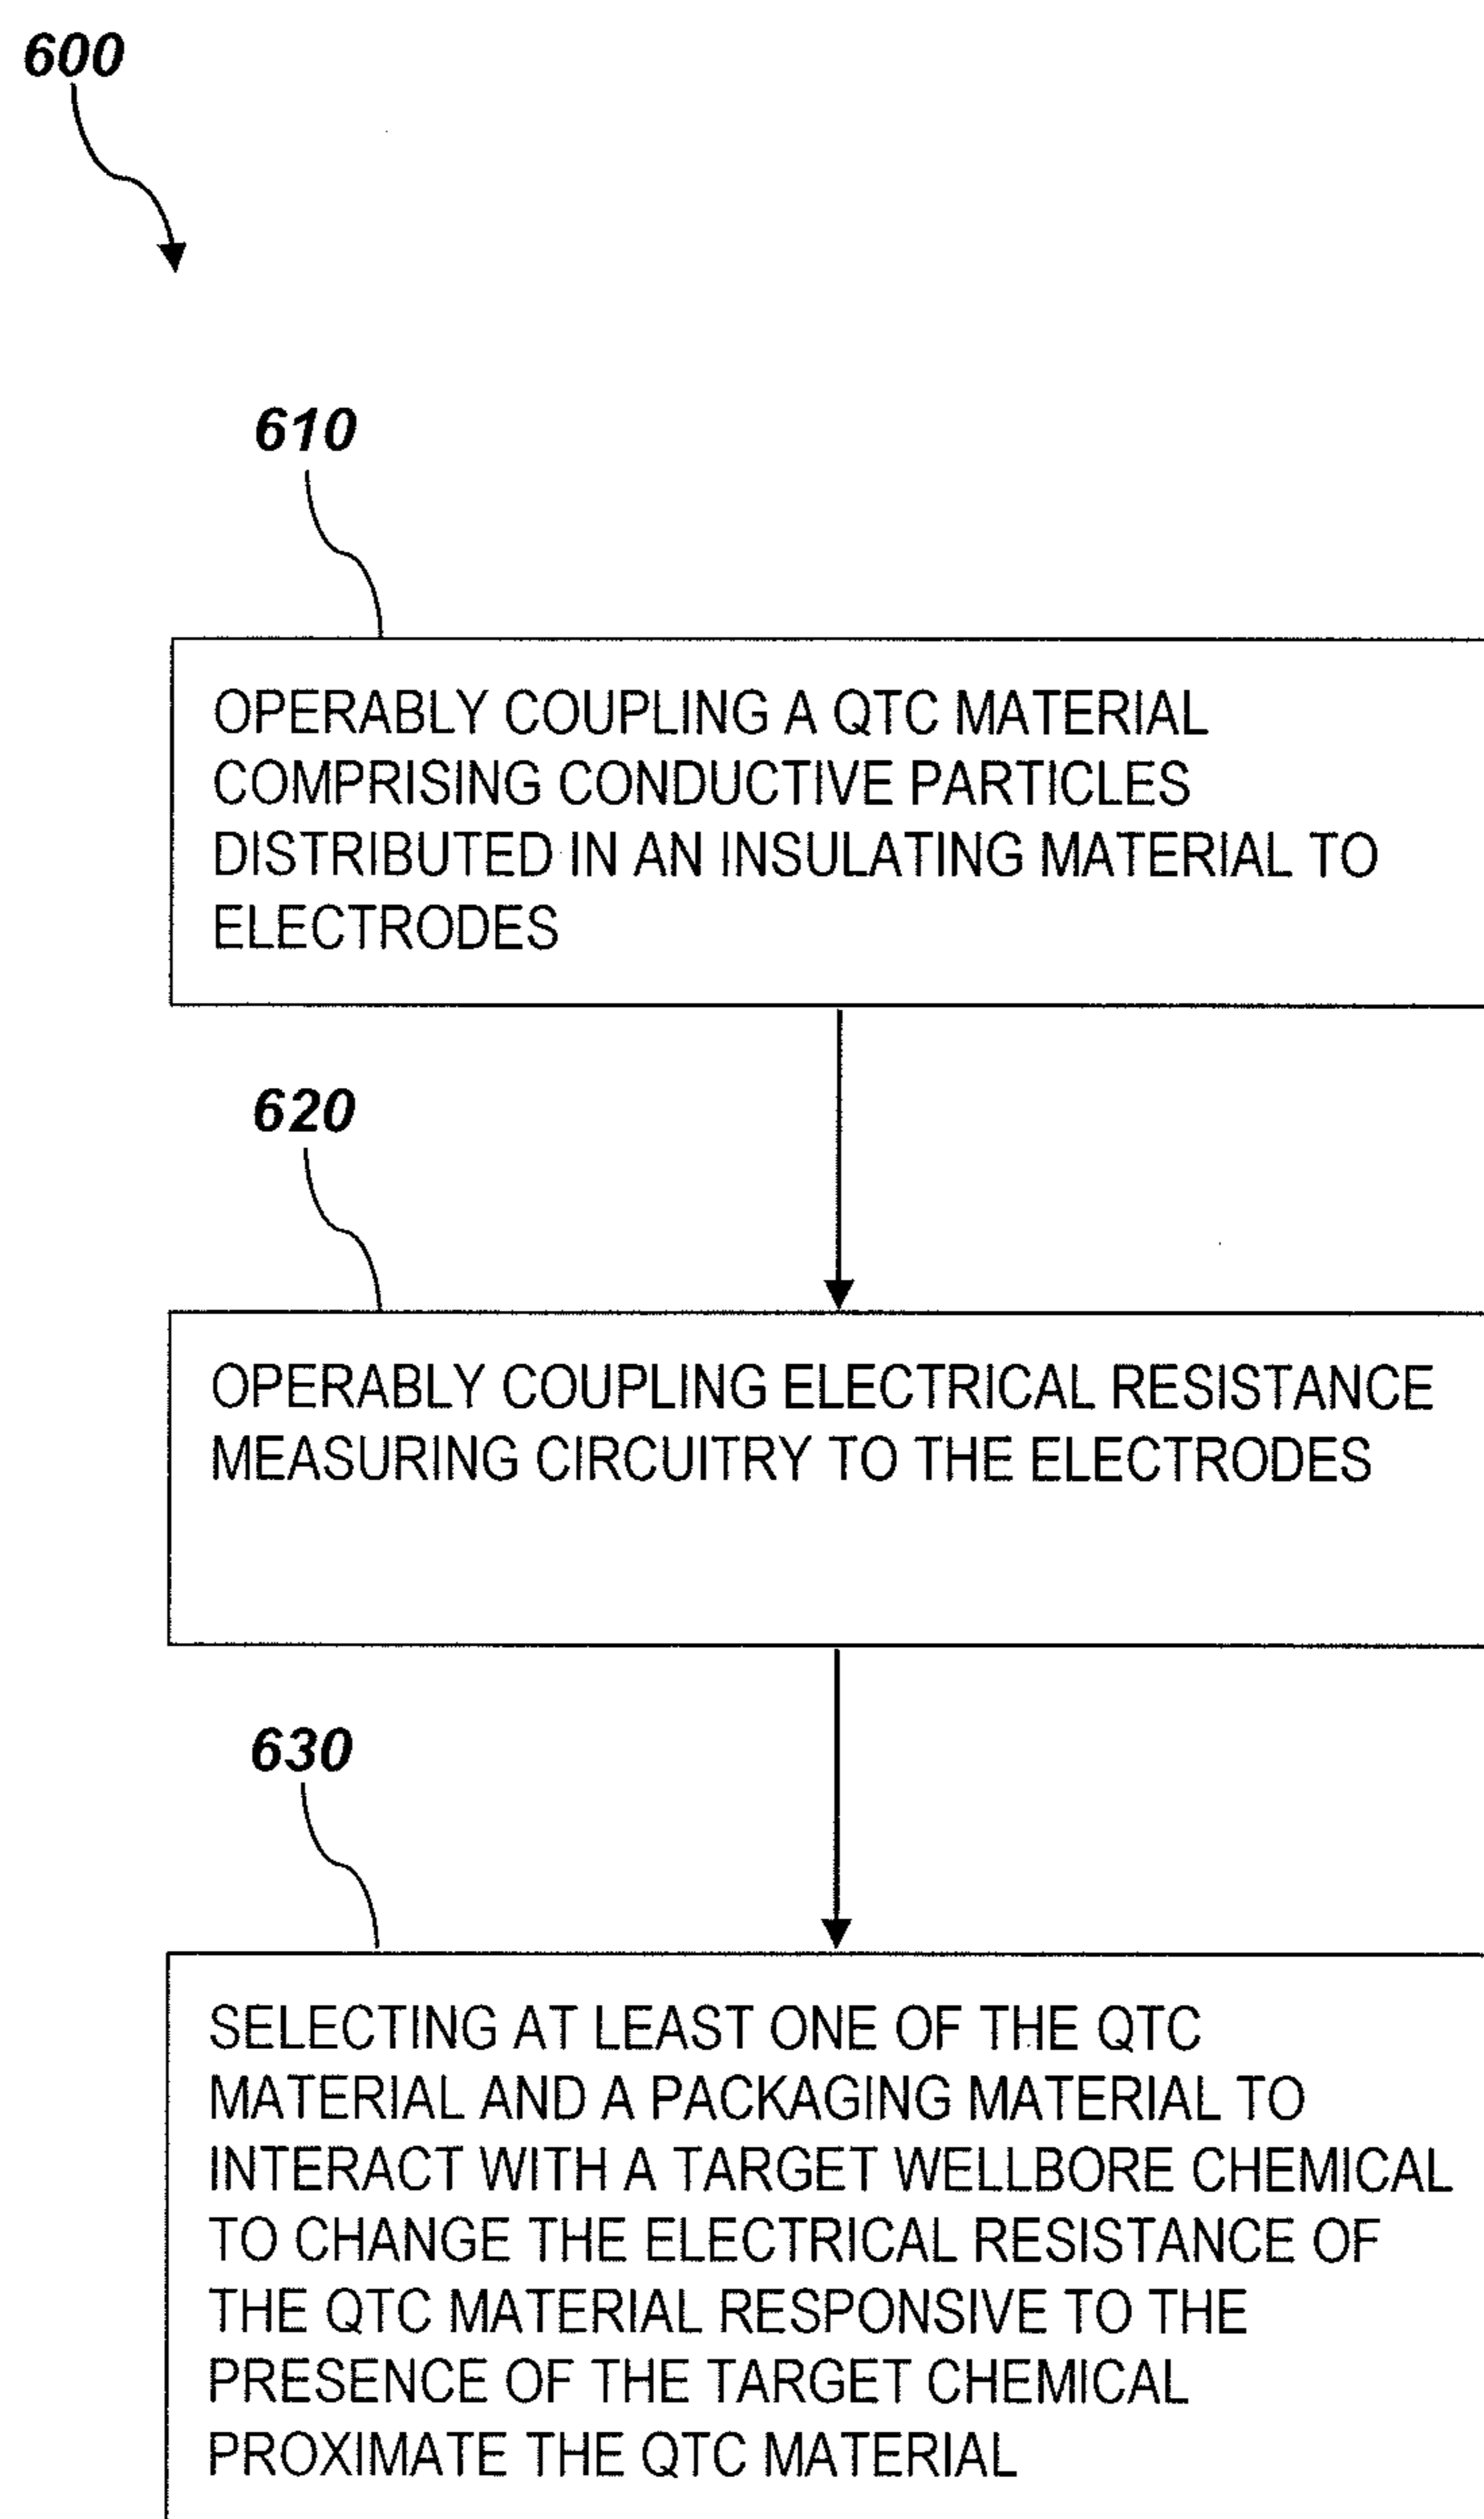 600
610
OPERABLY COUPLING A QTC MATERIAL
COMPRISING CONDUCTIVE PARTICLES
DISTRIBUTED IN AN INSULATING MATERIAL TO
ELECTRODES
620
OPERABLY COUPLING ELECTRICAL RESISTANCE
MEASURING CIRCUITRY TO THE ELECTRODES
630
SELECTING AT LEAST ONE OF THE QTC
MATERIAL AND A PACKAGING MATERIAL TO
INTERACT WITH A TARGET WELLBORE CHEMICAL
TO CHANGE THE ELECTRICAL RESISTANCE OF
THE QTC MATERIAL RESPONSIVE TO THE
PRESENCE OF THE TARGET CHEMICAL
PROXIMATE THE QTC MATERIAL